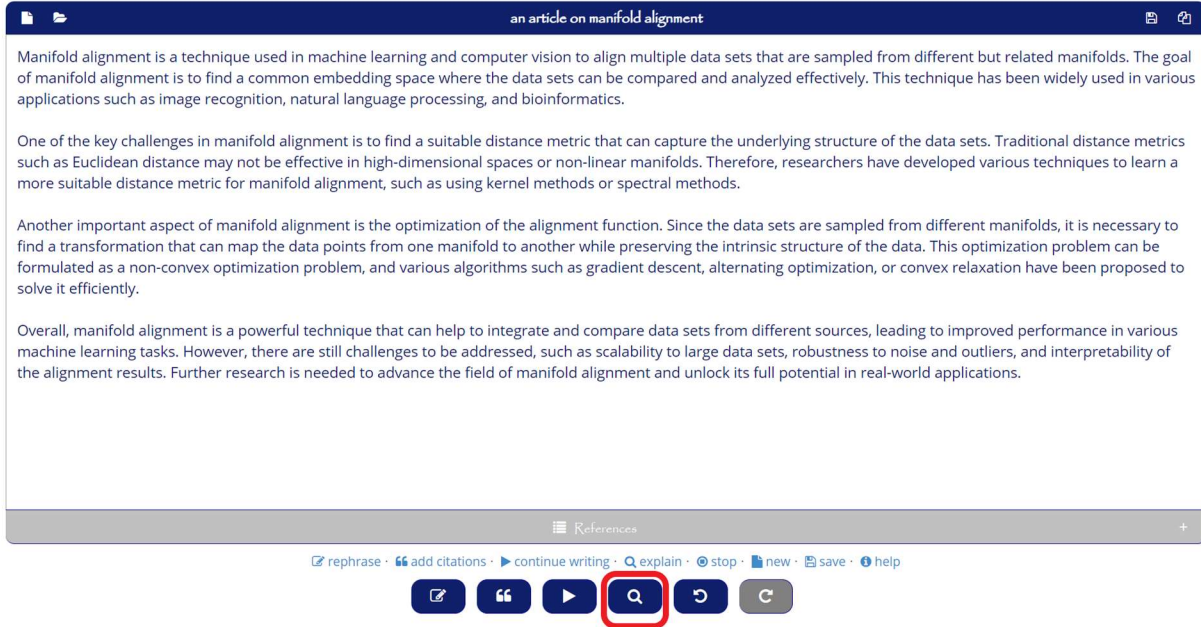 an article on manifold alignment
Manifold alignment is a technique used in machine learning and computer vision to align multiple data sets that are sampled from different but related manifolds. The goal
of manifold alignment is to find a common embedding space where the data sets can be compared and analyzed effectively. This technique has been widely used in various
applications such as image recognition, natural language processing, and bioinformatics.
One of the key challenges in manifold alignment is to find a suitable distance metric that can capture the underlying structure of the data sets. Traditional distance metrics
such as Euclidean distance may not be effective in high-dimensional spaces or non-linear manifolds. Therefore, researchers have developed various techniques to learn a
more suitable distance metric for manifold alignment, such as using kernel methods or spectral methods.
Another important aspect of manifold alignment is the optimization of the alignment function. Since the data sets are sampled from different manifolds, it is necessary to
find a transformation that can map the data points from one manifold to another while preserving the intrinsic structure of the data. This optimization problem can be
formulated as a non-convex optimization problem, and various algorithms such as gradient descent, alternating optimization, or convex relaxation have been proposed to
solve it efficiently.
Overall, manifold alignment is a powerful technique that can help to integrate and compare data sets from different sources, leading to improved performance in various
machine learning tasks. However, there are still challenges to be addressed, such as scalability to large data sets, robustness to noise and outliers, and interpretability of
the alignment results. Further research is needed to advance the field of manifold alignment and unlock its full potential in real-world applications.
References +
rephrase · add citations · continue writing · explain · stop · new · save · help